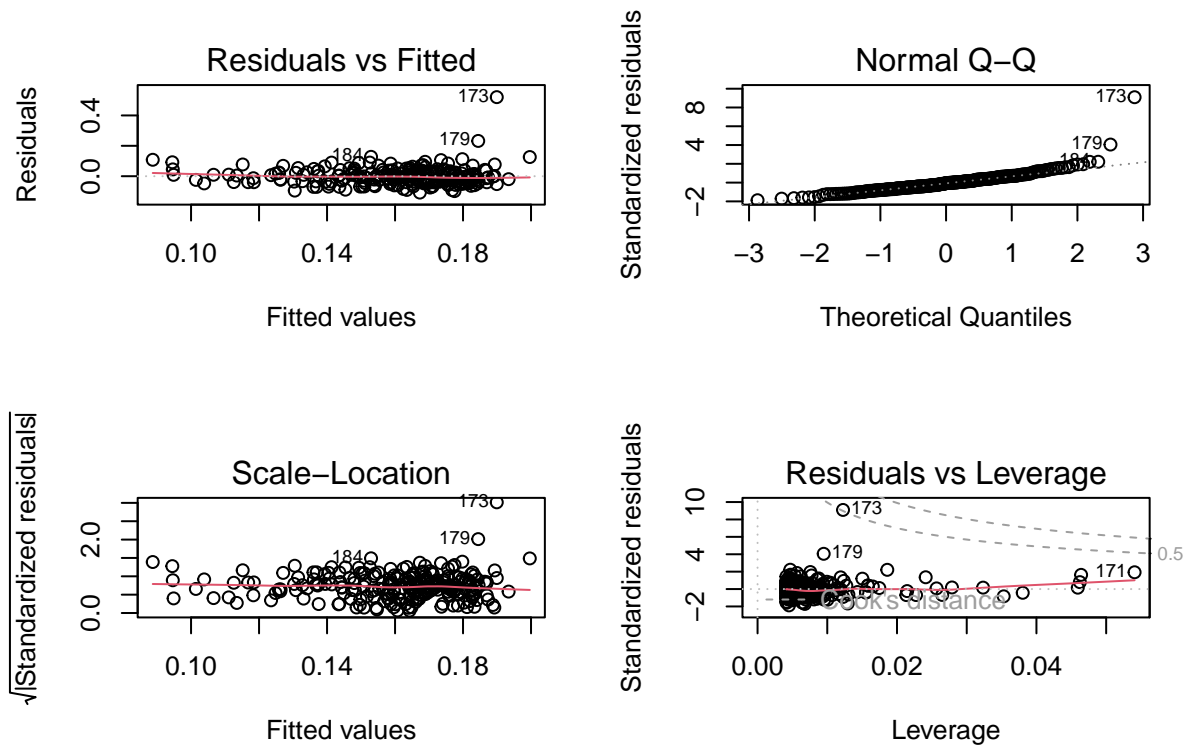 Residuals vs Fitted
Residuals
0.0 0.4
173
179
184
0.10 0.14 0.18
Fitted values
Normal Q−Q
Standardized residuals
−2 4 8
173
179
184
−3 −2 −1 0 1 2 3
Theoretical Quantiles
Scale−Location
√|Standardized residuals|
0.0 2.0
173
179
184
0.10 0.14 0.18
Fitted values
Residuals vs Leverage
Standardized residuals
−2 4 10
173
179
171
0.5
Cook's distance
0.00 0.02 0.04
Leverage